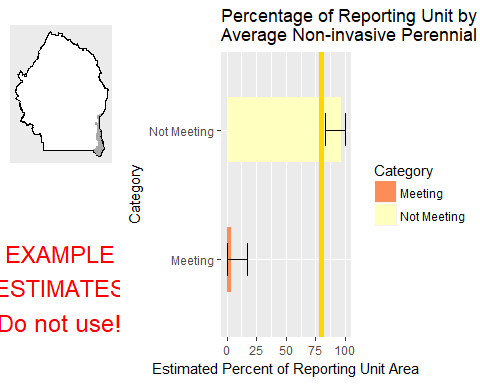 Percentage of Reporting Unit by
Average Non-invasive Perennial
Not Meeting
Meeting
Category
0 25 50 75 100
Estimated Percent of Reporting Unit Area
Category
Meeting
Not Meeting
EXAMPLE
ESTIMATES
Do not use!